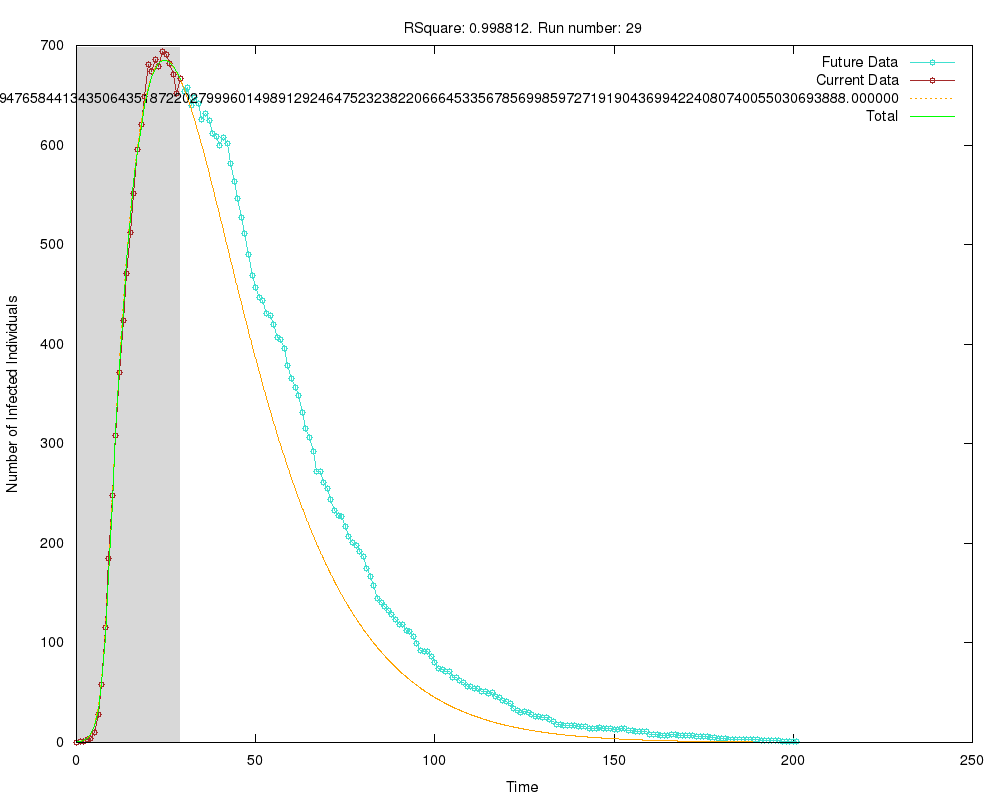 RSquare: 0.998812. Run number: 29
700
600
500
400
300
200
100
0
Number of Infected Individuals
Future Data
Current Data
Total
0 50 100 150 200 250
Time